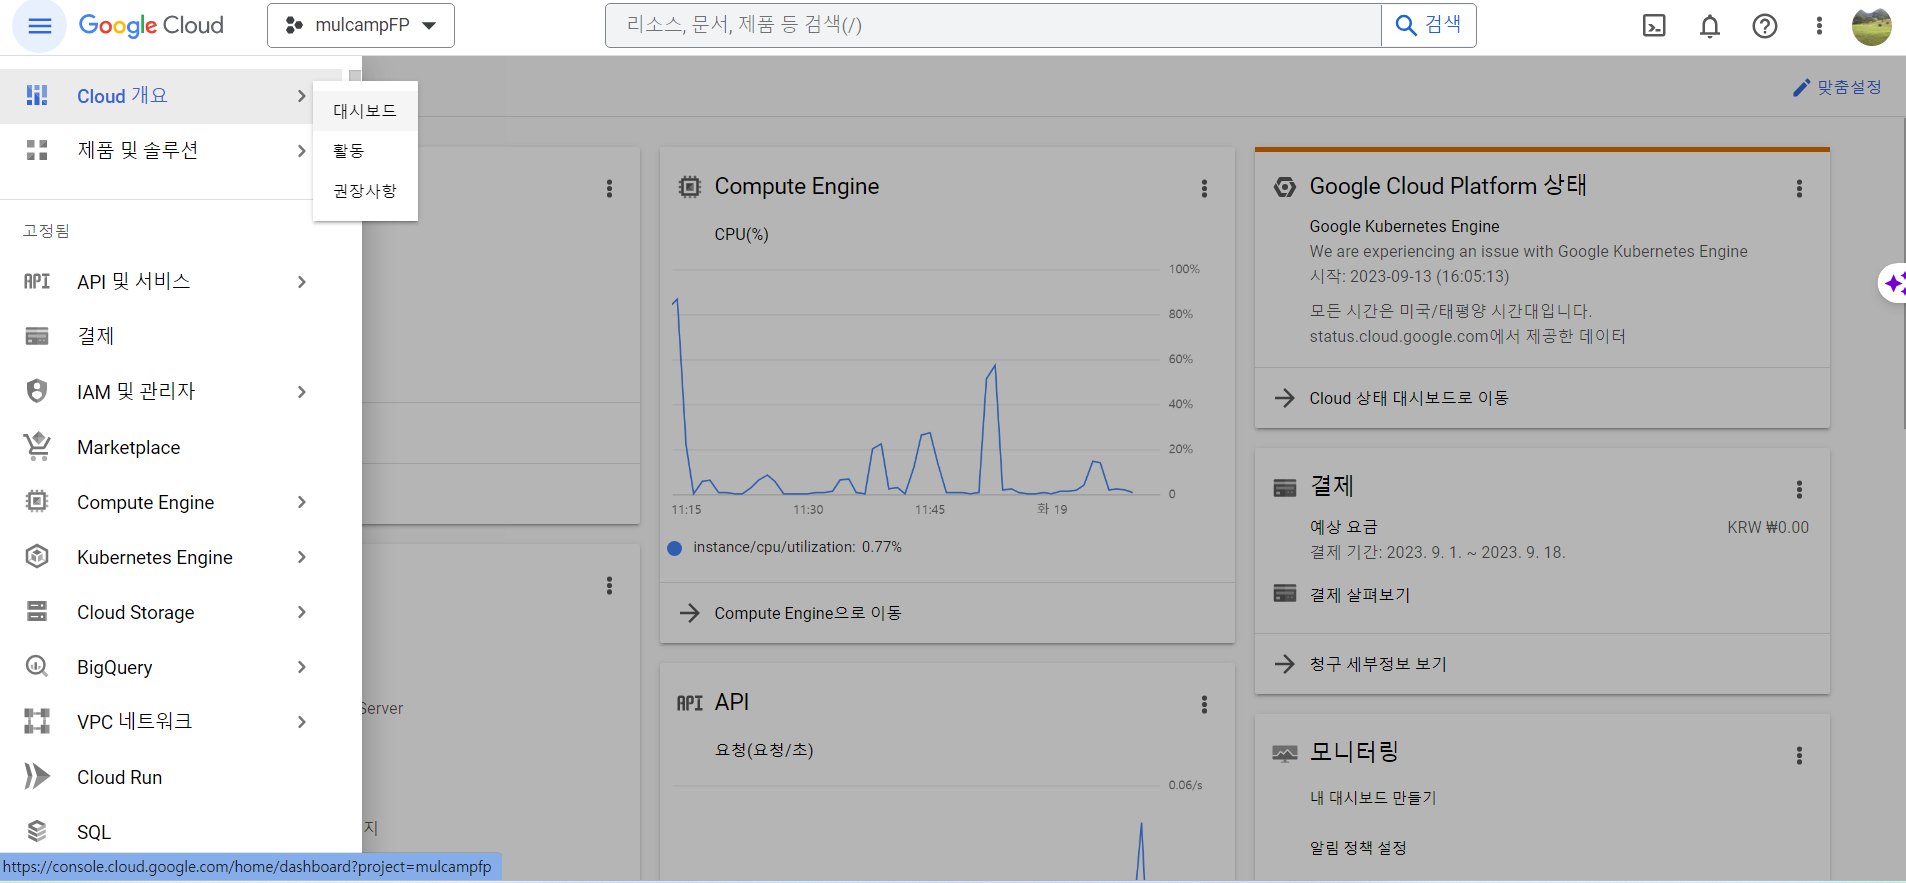 Google Cloud
mulcampFP
리소스, 문서, 제품 등 검색(/)
검색
Cloud 개요
제품 및 솔루션
대시보드
활동
권장사항
고정됨
API API 및 서비스
결제
IAM 및 관리자
Marketplace
Compute Engine
Kubernetes Engine
Cloud Storage
BigQuery
VPC 네트워크
Cloud Run
SQL
https://console.cloud.google.com/home/dashboard?project=mulcampfp
맞춤설정
Server
지
Compute Engine
CPU(%)
100%
80%
60%
40%
20%
0
11:15 11:30 11:45 화 19
instance/cpu/utilization: 0.77%
Compute Engine으로 이동
API API
요청(요청/초)
0.06/s
Google Cloud Platform 상태
Google Kubernetes Engine
We are experiencing an issue with Google Kubernetes Engine
시작: 2023-09-13 (16:05:13)
모든 시간은 미국/태평양 시간대입니다.
status.cloud.google.com에서 제공한 데이터
Cloud 상태 대시보드로 이동
결제
예상 요금 KRW ₩0.00
결제 기간: 2023. 9. 1. ~ 2023. 9. 18.
결제 살펴보기
청구 세부정보 보기
모니터링
내 대시보드 만들기
알림 정책 설정